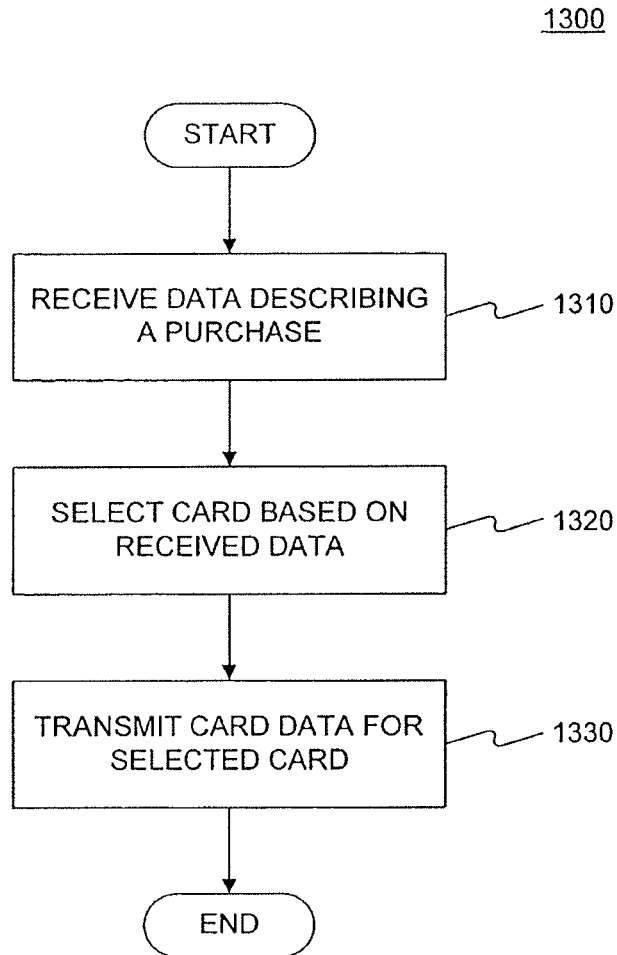 1300
START
RECEIVE DATA DESCRIBING
A PURCHASE
1310
SELECT CARD BASED ON
RECEIVED DATA
1320
TRANSMIT CARD DATA FOR
SELECTED CARD
1330
END